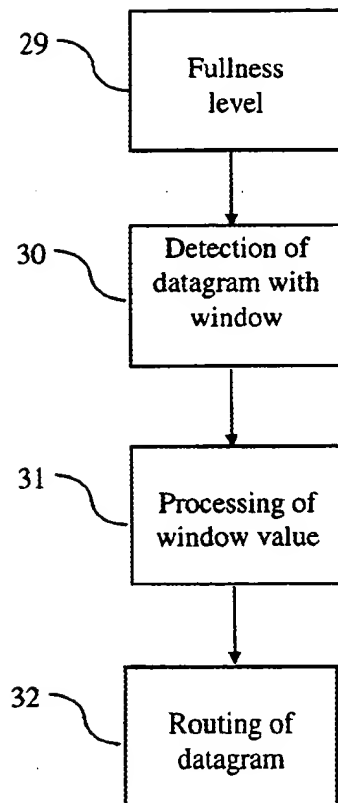 29
Fullness
level
30
Detection of
datagram with
window
31
Processing of
window value
32
Routing of
datagram